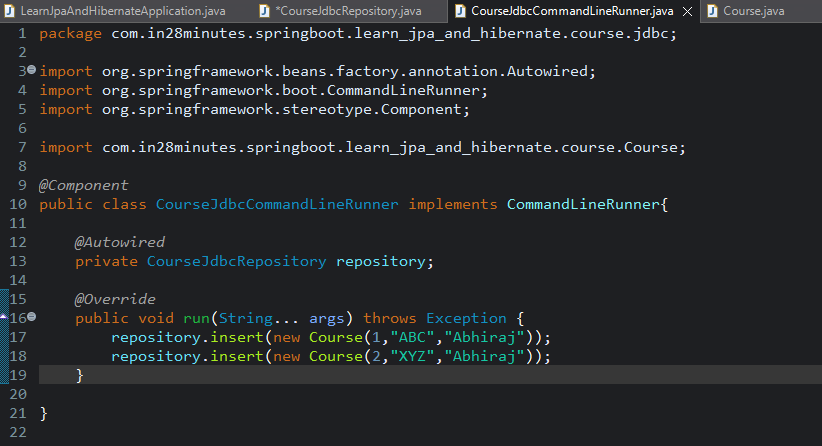 LearnJpaAndHibernateApplication.java *CourseJdbcRepository.java CourseJdbcCommandLineRunner.java Course.java
1 package com.in28minutes.springboot.learn_jpa_and_hibernate.course.jdbc;
2
3 import org.springframework.beans.factory.annotation.Autowired;
4 import org.springframework.boot.CommandLineRunner;
5 import org.springframework.stereotype.Component;
6
7 import com.in28minutes.springboot.learn_jpa_and_hibernate.course.Course;
8
9 @Component
10 public class CourseJdbcCommandLineRunner implements CommandLineRunner{
11
12 @Autowired
13 private CourseJdbcRepository repository;
14
15 @Override
16 public void run(String... args) throws Exception {
17 repository.insert(new Course(1,"ABC","Abhiraj"));
18 repository.insert(new Course(2,"XYZ","Abhiraj"));
19 }
20
21 }
22